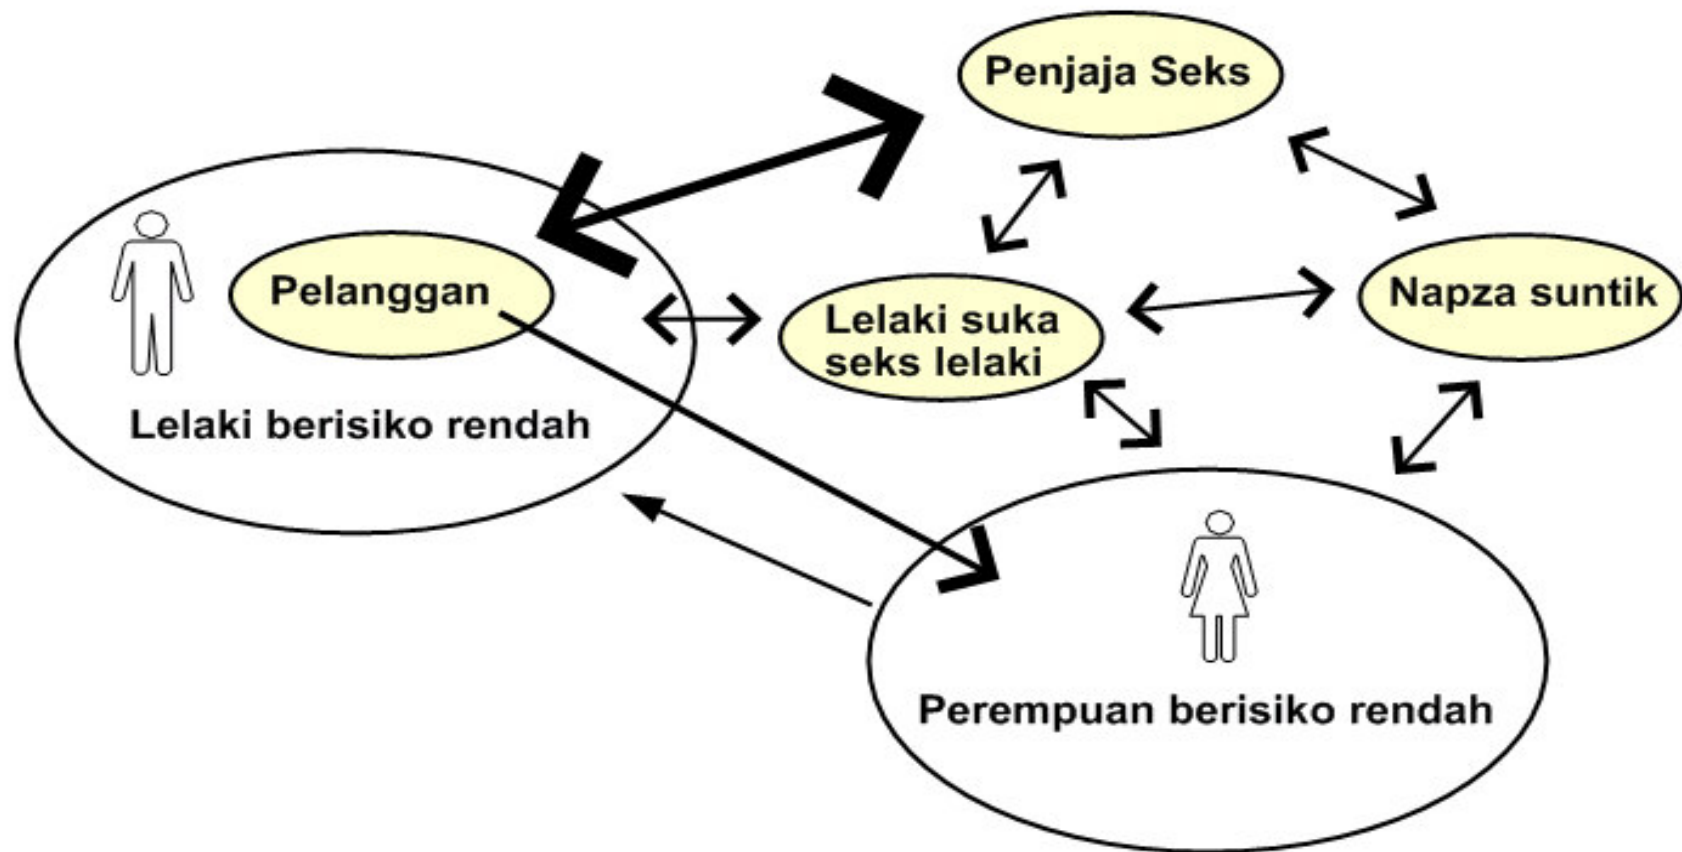 Penjaja Seks
Pelanggan
Napza suntik
Lelaki suka
seks lelaki
Lelaki berisiko rendah
Perempuan berisiko rendah